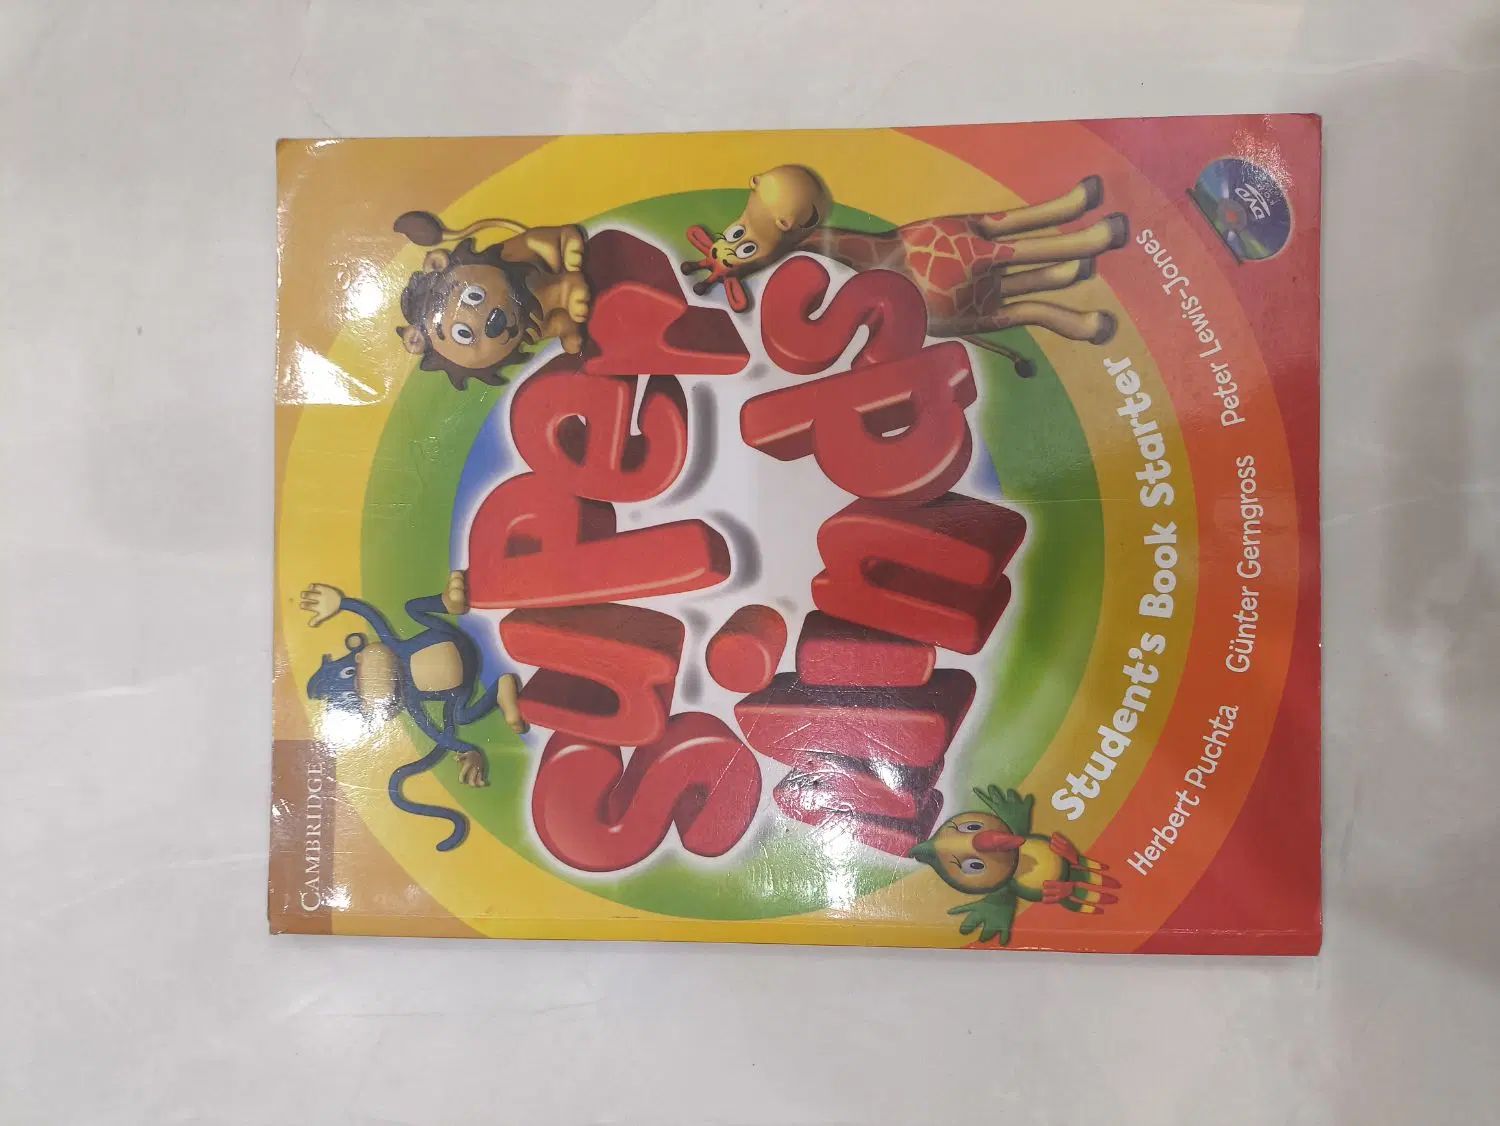 CAMBRIDGE
Super
Minds
Student's Book Starter
Herbert Puchta Günter Gerngross Peter Lewis-Jones
DVD